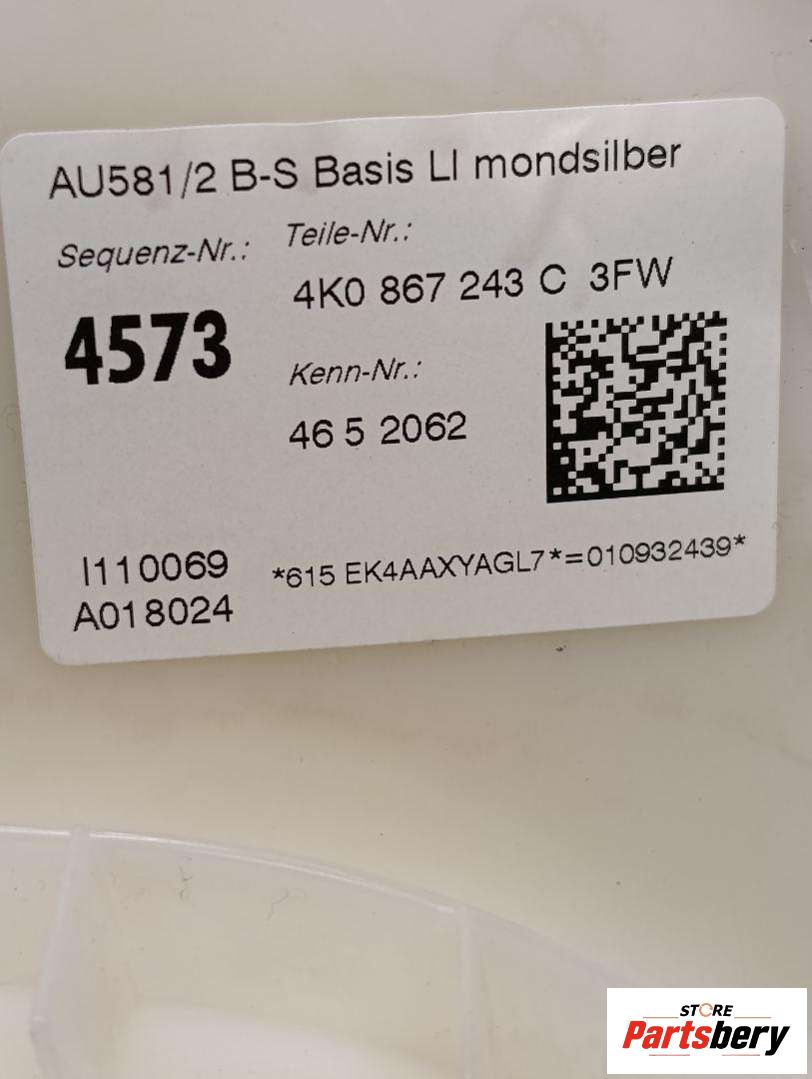 AU581/2 B-S Basis LI mondsilber
Sequenz-Nr.: Teile-Nr.:
4K0 867 243 C 3FW
4573
Kenn-Nr.:
46 5 2062
I110069
*615 EK4AAXYAGL7*=010932439*
A018024
STORE
Partsbery